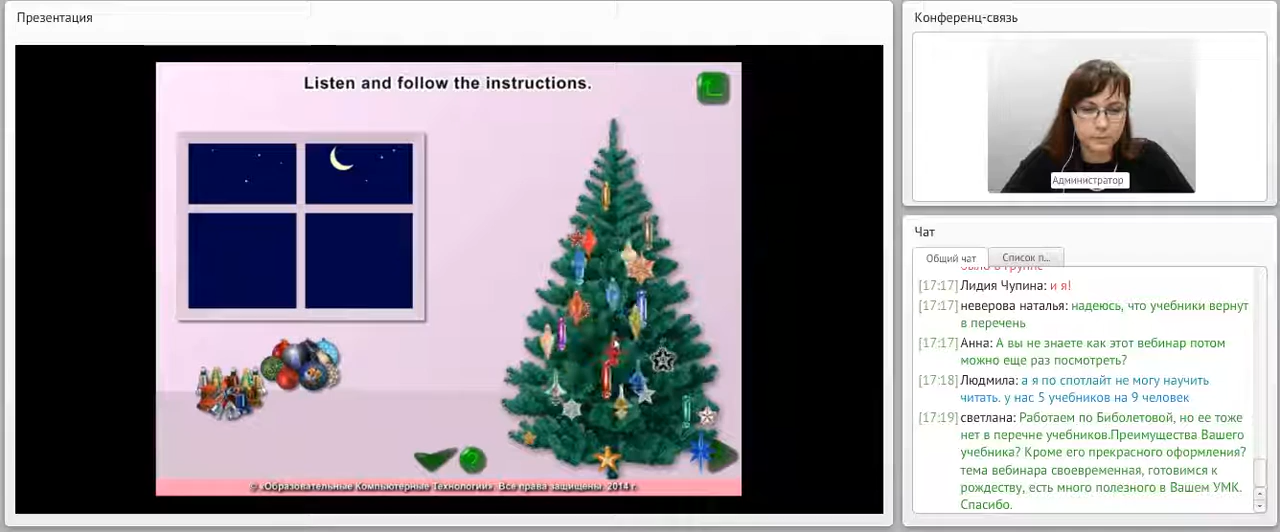 Презентация
Listen and follow the instructions.
© «Образовательные Компьютерные Технологии». Все права защищены. 2014 г.
Конференц-связь
Администратор
Чат
Общий чат
Список п...
было в группе
[17:17] Лидия Чупина: и я!
[17:17] неверова наталья: надеюсь, что учебники вернут
в перечень
[17:17] Анна: А вы не знаете как этот вебинар потом
можно еще раз посмотреть?
[17:18] Людмила: а я по спотлайт не могу научить
читать. у нас 5 учебников на 9 человек
[17:19] светлана: Работаем по Биболетовой, но ее тоже
нет в перечне учебников.Преимущества Вашего
учебника? Кроме его прекрасного оформления?
тема вебинара своевременная, готовимся к
рождеству, есть много полезного в Вашем УМК.
Спасибо.